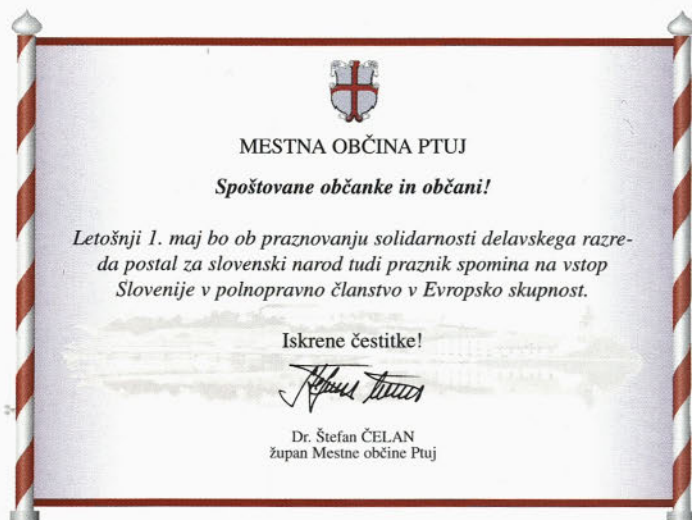 MESTNA OBČINA PTUJ
Spoštovane občanke in občani!
Letošnji 1. maj bo ob praznovanju solidarnosti delavskega razre-
da postal za slovenski narod tudi praznik spomina na vstop
Slovenije v polnopravno članstvo v Evropsko skupnost.
Iskrene čestitke!
Dr. Štefan ČELAN
župan Mestne občine Ptuj